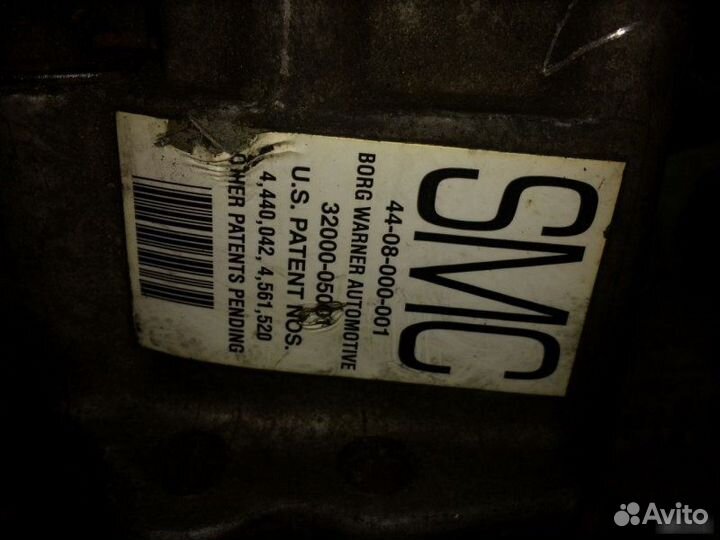 SMC
44-08-000-001
BORG WARNER AUTOMOTIVE
32000-050
U.S. PATENT NOS.
4,440,042, 4,561,520
PATENTS PENDING
Avito